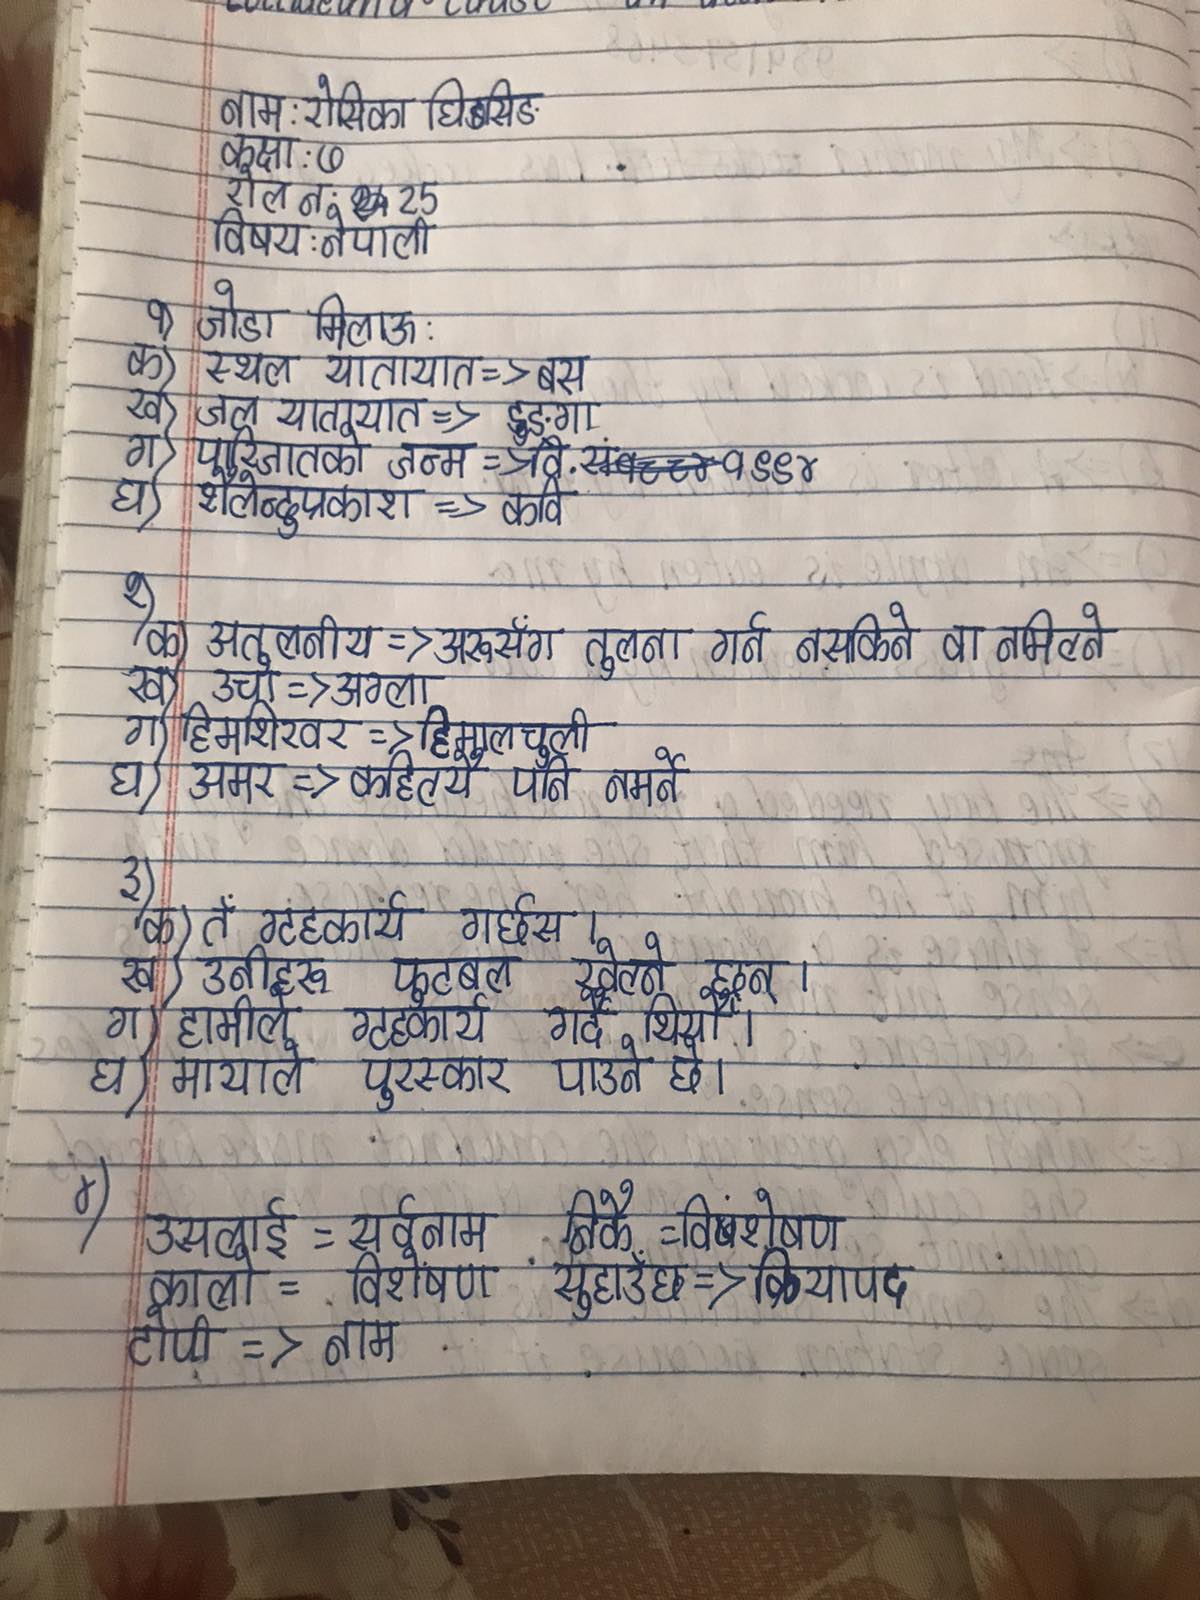 नाम: रोसिका घिसिङ
कक्षा: ७
रोल न: 25
विषय: नेपाली
१) जोडा मिलाऊ:
क) स्थल यातायात => बस
ख) जल यातायात => डुङगा
ग) पारिजातको जन्म => वि.सं १९९४
घ) शैलेन्दुप्रकाश => कवि
२)
क) अतुलनीय => अरूसँग तुलना गर्न नसकिने वा नमिल्ने
ख) उचो => अग्ला
ग) हिमशिखर => हिमालचुली
घ) अमर => कहिल्यै पनि नमर्ने
३)
क) तँ गृहकार्य गर्छस ।
ख) उनीहरू फुटबल खेल्ने छन् ।
ग) हामीले गृहकार्य गर्दै थियौँ ।
घ) मायाले पुरस्कार पाउने छे ।
४)
उसलाई = सर्वनाम निकै = विशेषण
कालो = विशेषण सुहाउँछ => क्रियापद
टोपी => नाम